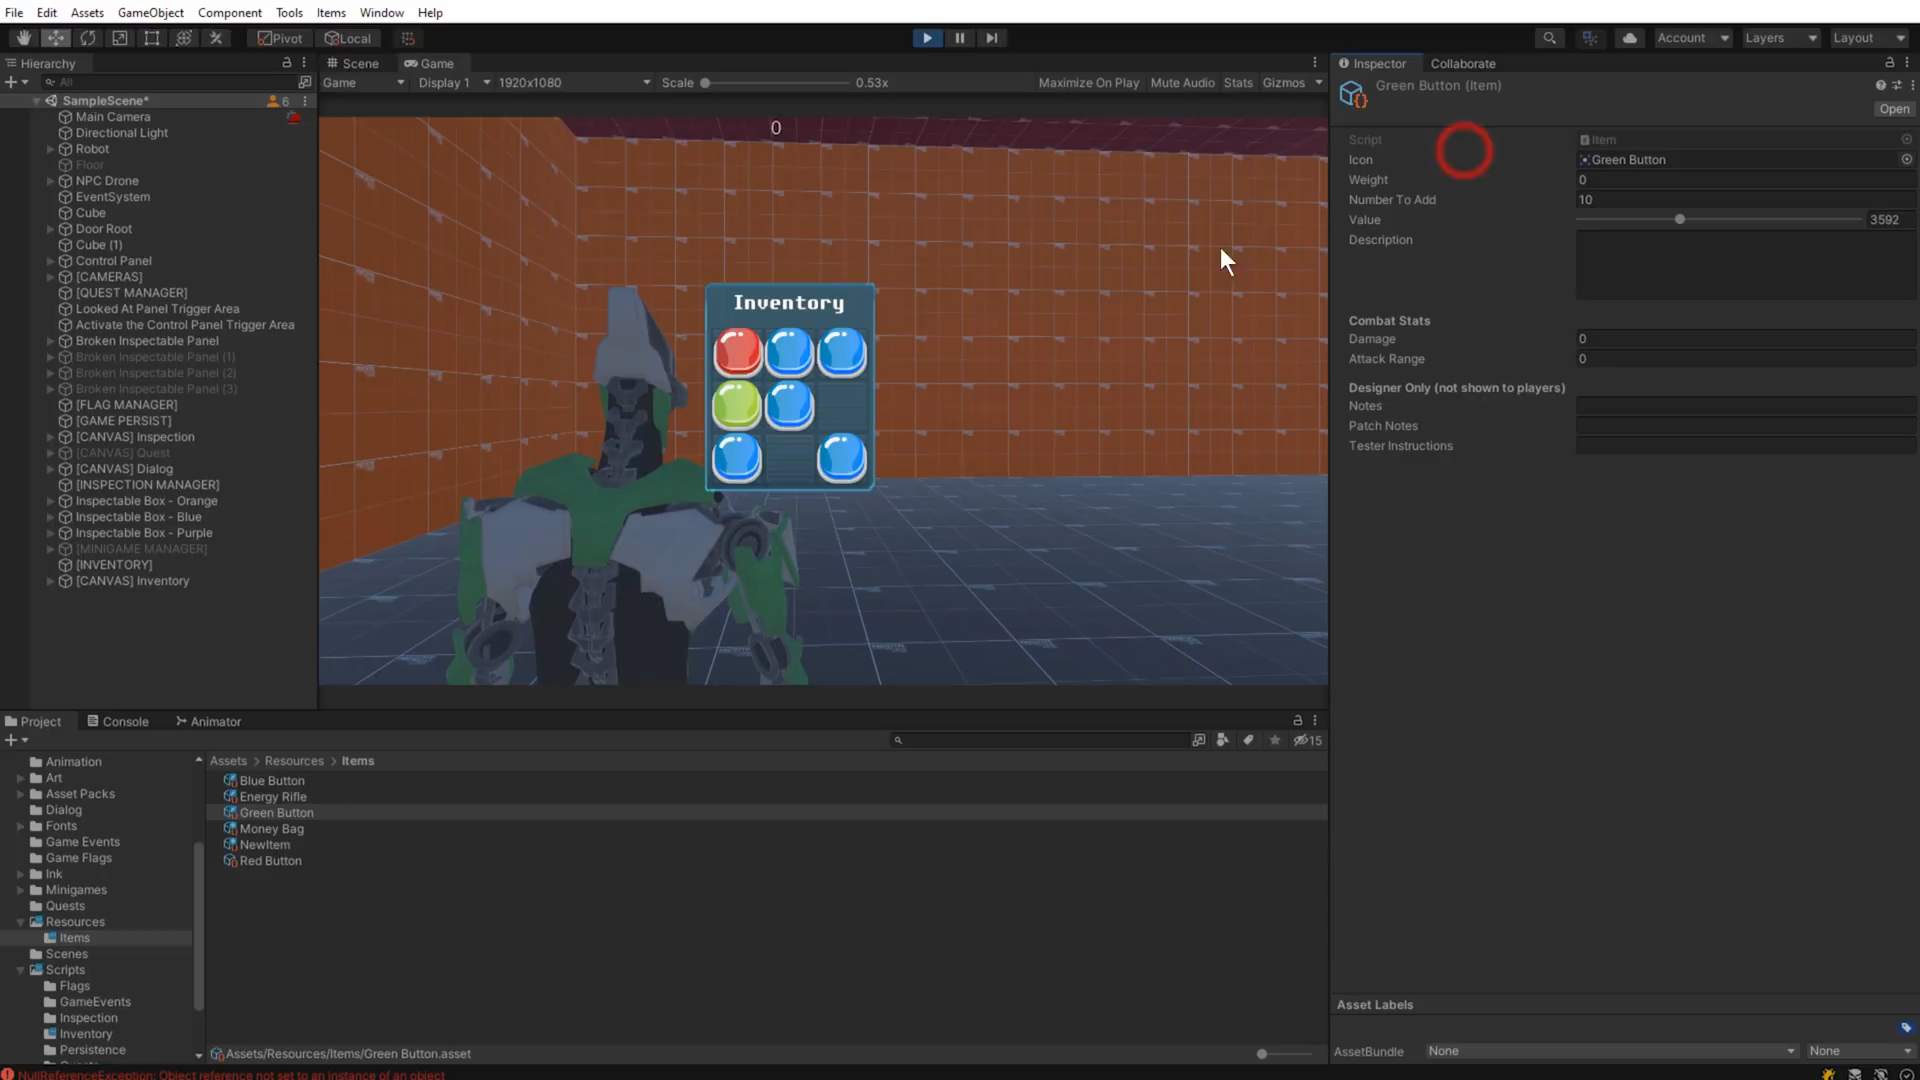 File Edit Assets GameObject Component Tools Items Window Help
Pivot Local Account Layers Layout
Hierarchy Scene Game Inspector Collaborate
All Game Display 1 1920x1080 Scale 0.53x Maximize On Play Mute Audio Stats Gizmos
Green Button (Item)
Open
SampleScene* 6
Main Camera
Directional Light
Robot
Floor
NPC Drone
EventSystem
Cube
Door Root
Cube (1)
Control Panel
[CAMERAS]
[QUEST MANAGER]
Looked At Panel Trigger Area
Activate the Control Panel Trigger Area
Broken Inspectable Panel
Broken Inspectable Panel (1)
Broken Inspectable Panel (2)
Broken Inspectable Panel (3)
[FLAG MANAGER]
[GAME PERSIST]
[CANVAS] Inspection
[CANVAS] Quest
[CANVAS] Dialog
[INSPECTION MANAGER]
Inspectable Box - Orange
Inspectable Box - Blue
Inspectable Box - Purple
[MINIGAME MANAGER]
[INVENTORY]
[CANVAS] Inventory
0
Inventory
Script Item
Icon Green Button
Weight 0
Number To Add 10
Value 3592
Description
Combat Stats
Damage 0
Attack Range 0
Designer Only (not shown to players)
Notes
Patch Notes
Tester Instructions
Project Console Animator
15
Animation
Art
Asset Packs
Dialog
Fonts
Game Events
Game Flags
Ink
Minigames
Quests
Resources
Items
Scenes
Scripts
Flags
GameEvents
Inspection
Inventory
Persistence
Assets > Resources > Items
Blue Button
Energy Rifle
Green Button
Money Bag
NewItem
Red Button
Assets/Resources/Items/Green Button.asset
Asset Labels
AssetBundle None None
NullReferenceException: Object reference not set to an instance of an object